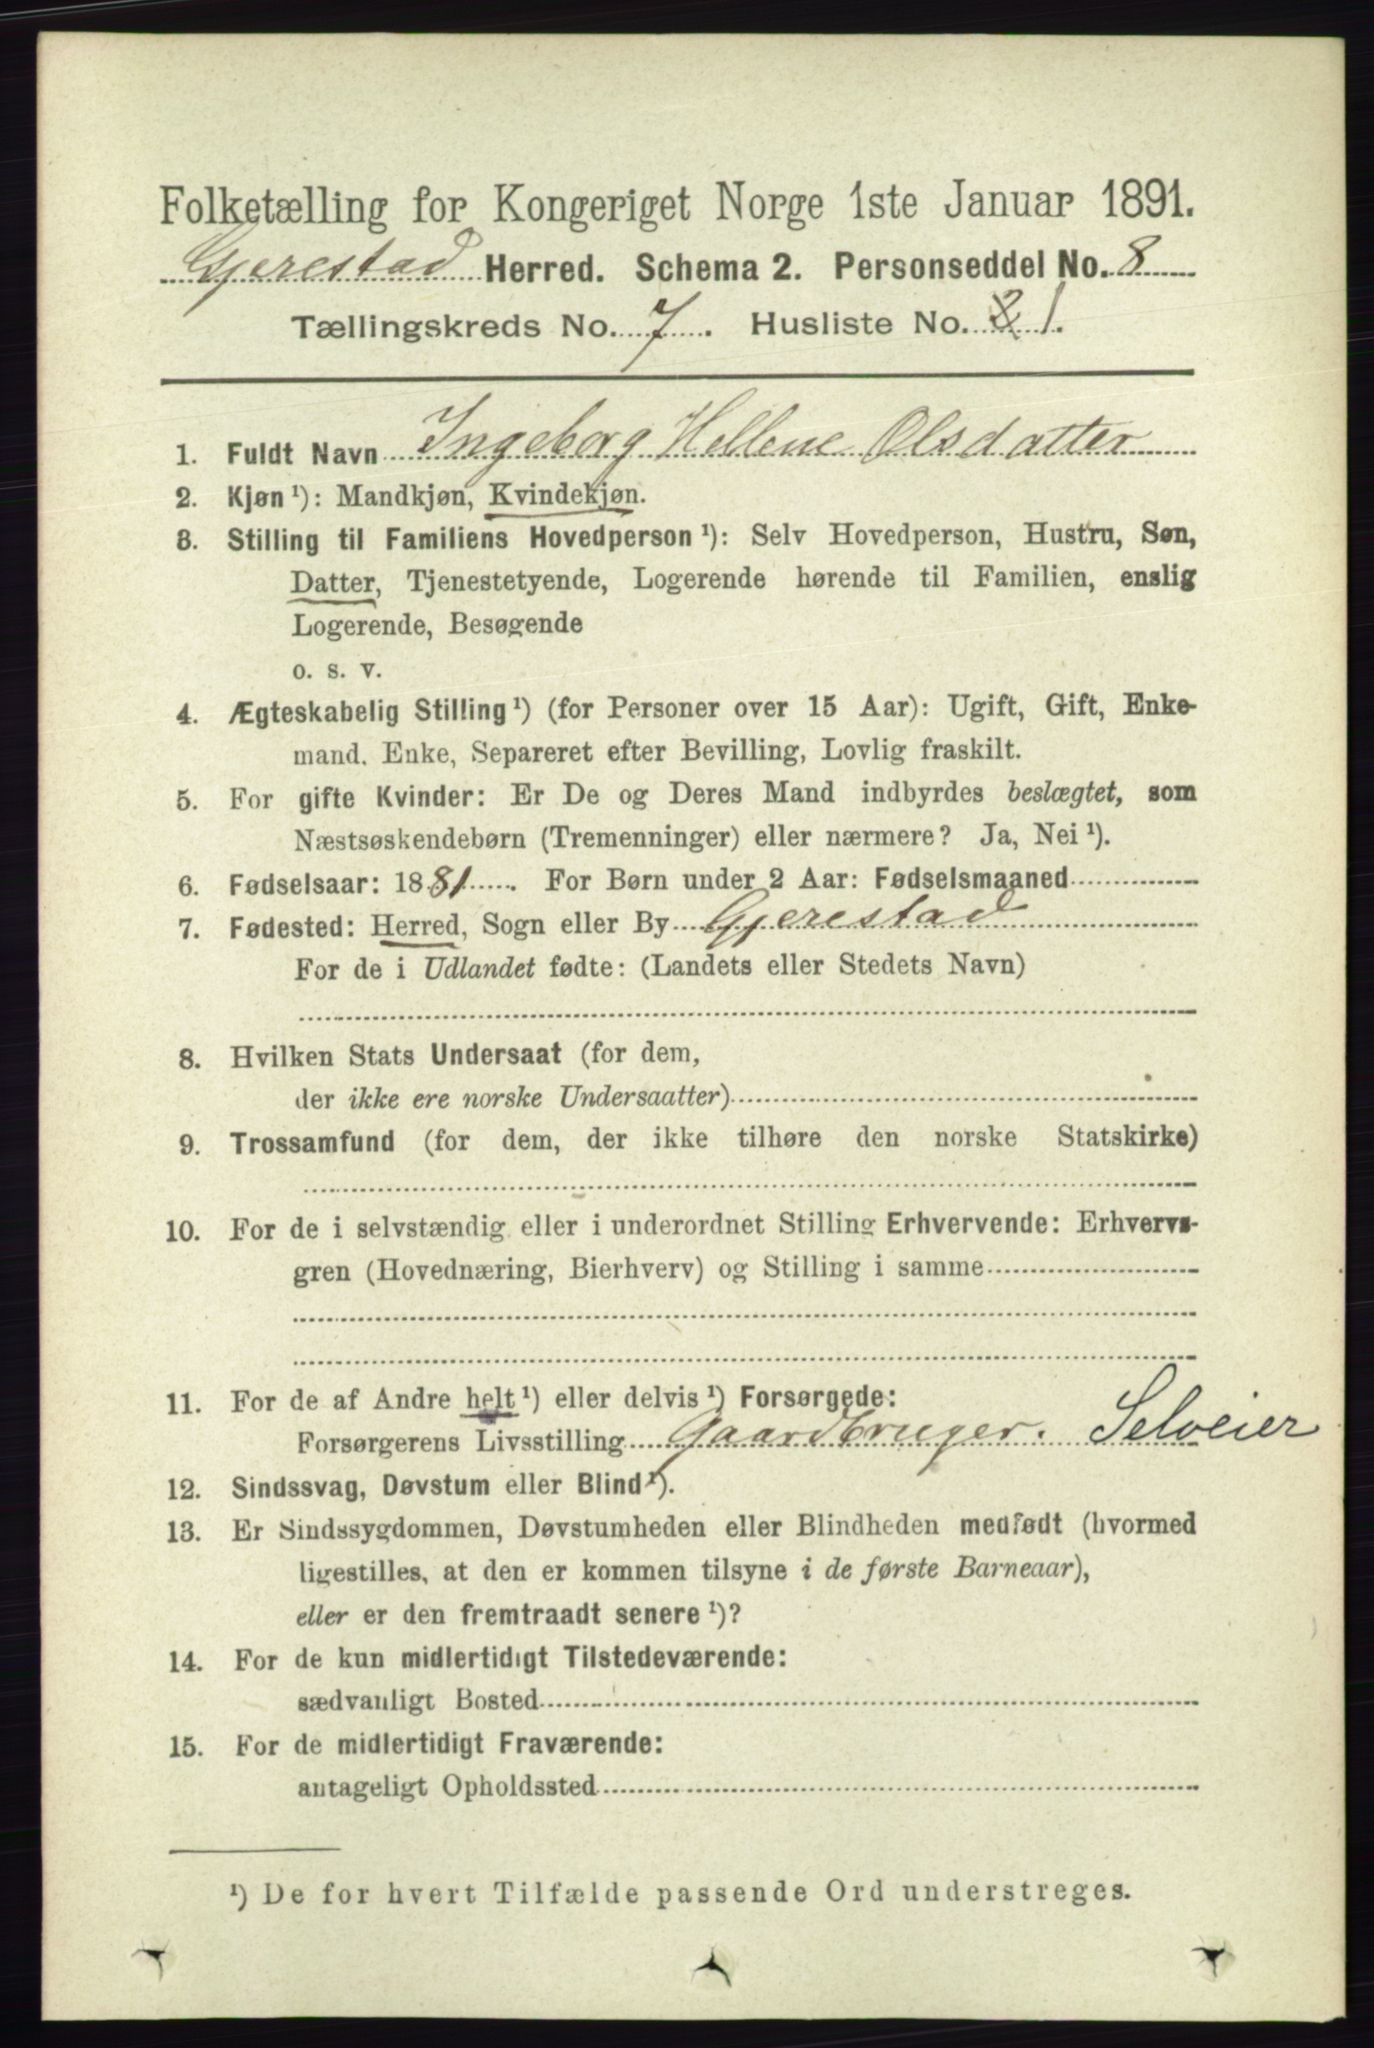 Folketælling for Kongeriget Norge 1ste Januar 1891.
Gjerestad Herred. Schema 2. Personseddel No. 8
Tællingskreds No. 7. Husliste No. 1.
1. Fuldt Navn Ingeborg Hellene Olsdatter
2. Kjøn ¹): Mandkjøn, Kvindekjøn.
3. Stilling til Familiens Hovedperson ¹): Selv Hovedperson, Hustru, Søn,
Datter, Tjenestetyende, Logerende hørende til Familien, enslig
Logerende, Besøgende
o. s. v.
4. Ægteskabelig Stilling ¹) (for Personer over 15 Aar): Ugift, Gift, Enke-
mand, Enke, Separeret efter Bevilling, Lovlig fraskilt.
5. For gifte Kvinder: Er De og Deres Mand indbyrdes beslægtet, som
Næstsøskendebørn (Tremenninger) eller nærmere? Ja, Nei ¹).
6. Fødselsaar: 1881. For Børn under 2 Aar: Fødselsmaaned
7. Fødested: Herred, Sogn eller By Gjerestad
For de i Udlandet fødte: (Landets eller Stedets Navn)
8. Hvilken Stats Undersaat (for dem,
der ikke ere norske Undersaatter)
9. Trossamfund (for dem, der ikke tilhøre den norske Statskirke)
10. For de i selvstændig eller i underordnet Stilling Erhvervende: Erhvervs-
gren (Hovednæring, Bierhverv) og Stilling i samme
11. For de af Andre helt ¹) eller delvis ¹) Forsørgede:
Forsørgerens Livsstilling Gaardbruger. Selveier
12. Sindssvag, Døvstum eller Blind ¹).
13. Er Sindssygdommen, Døvstumheden eller Blindheden medfødt (hvormed
ligestilles, at den er kommen tilsyne i de første Barneaar),
eller er den fremtraadt senere ¹)?
14. For de kun midlertidigt Tilstedeværende:
sædvanligt Bosted
15. For de midlertidigt Fraværende:
antageligt Opholdssted
¹) De for hvert Tilfælde passende Ord understreges.